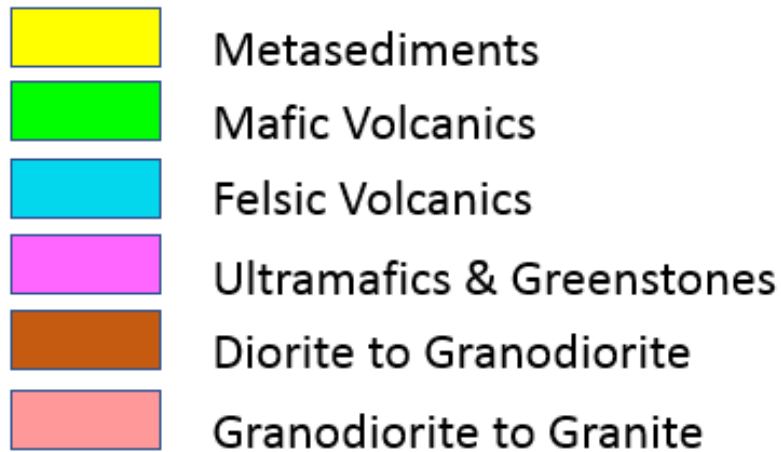 Metasediments
Mafic Volcanics
Felsic Volcanics
Ultramafics & Greenstones
Diorite to Granodiorite
Granodiorite to Granite